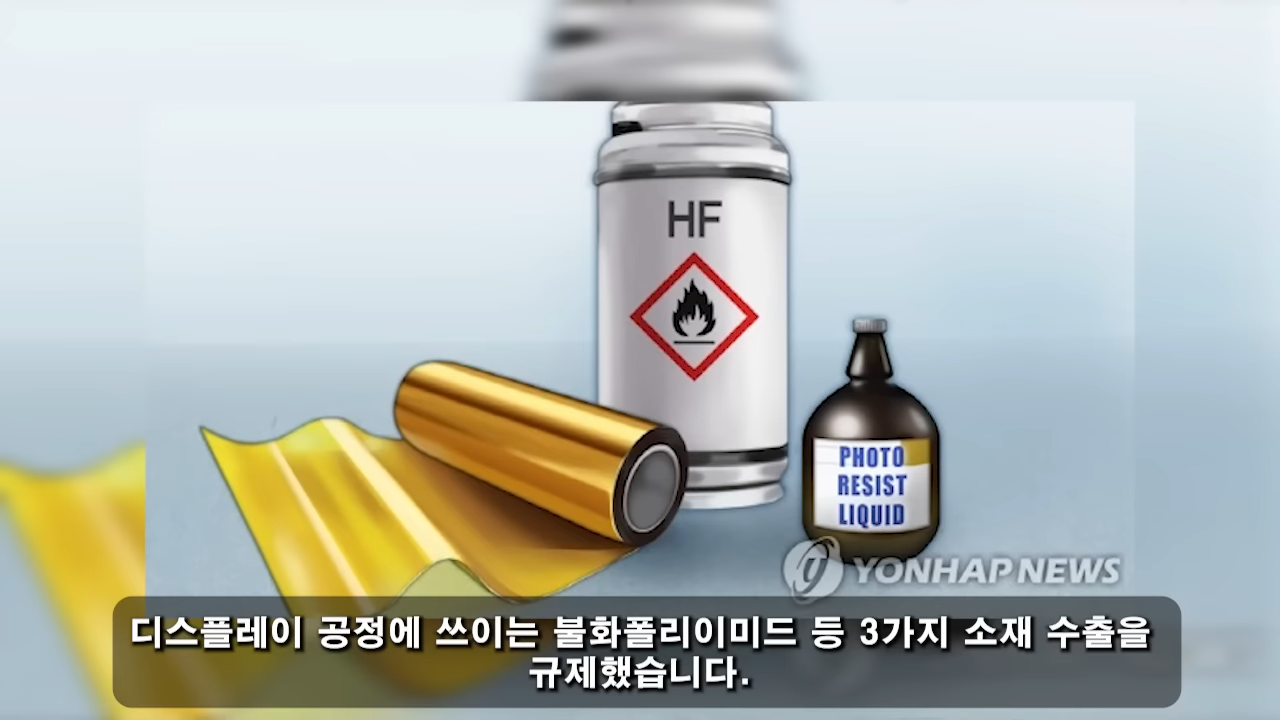 HF
PHOTO
RESIST
LIQUID
YONHAP NEWS
디스플레이 공정에 쓰이는 불화폴리이미드 등 3가지 소재 수출을
규제했습니다.